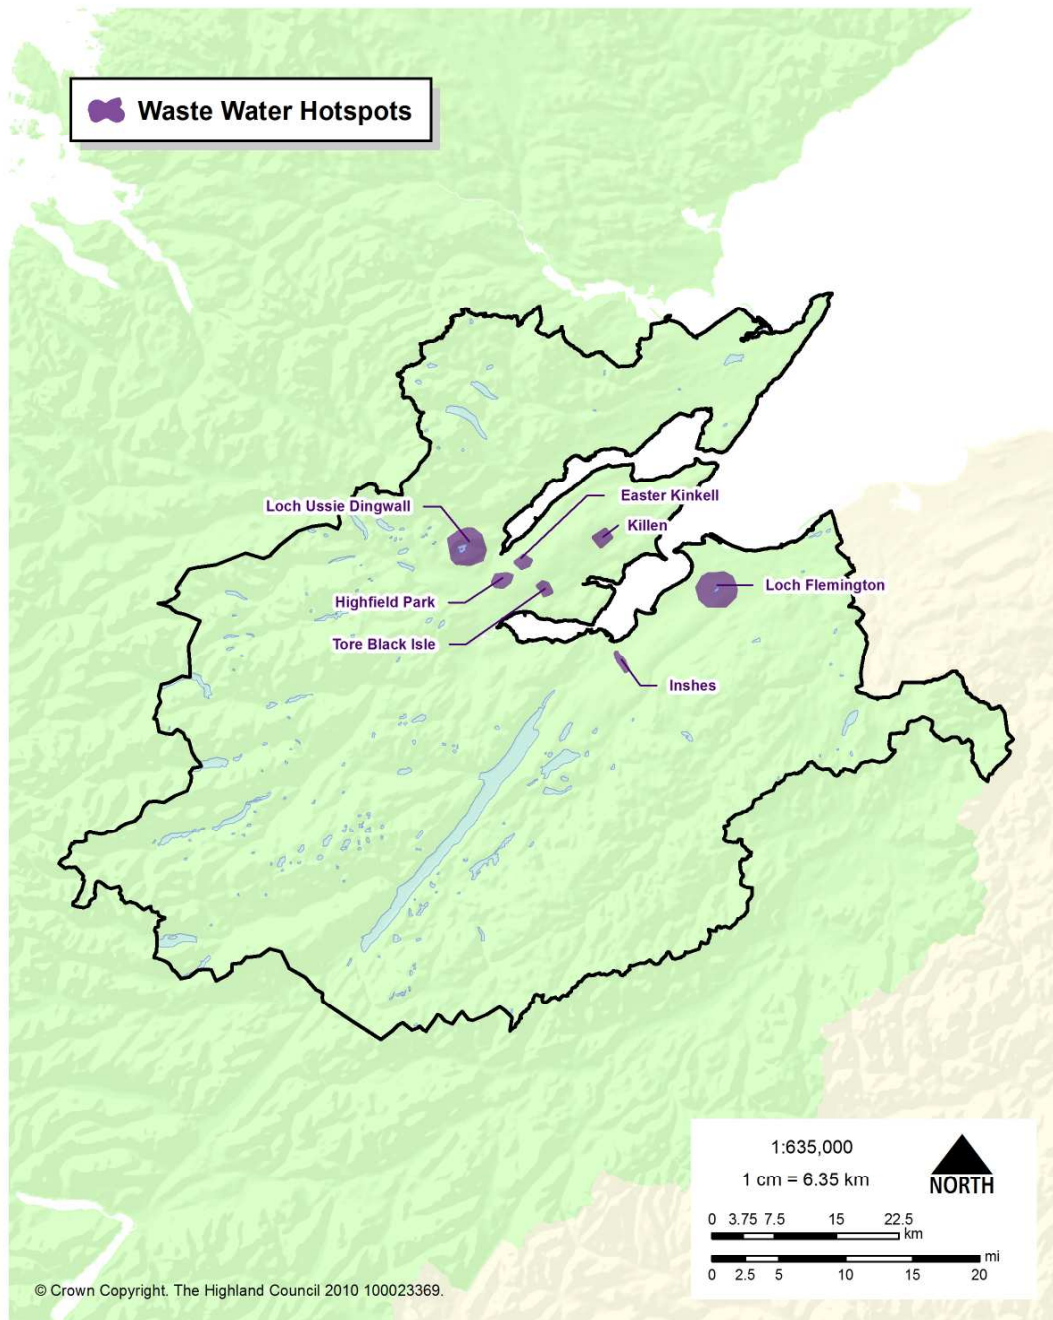 Waste Water Hotspots
Easter Kinkell
Loch Ussie Dingwall
Killen
Loch Flemington
Highfield Park
Tore Black Isle
Inshes
1:635,000
1 cm = 6.35 km
NORTH
0 3.75 7.5 15 22.5
km
mi
0 2.5 5 10 15 20
© Crown Copyright. The Highland Council 2010 100023369.